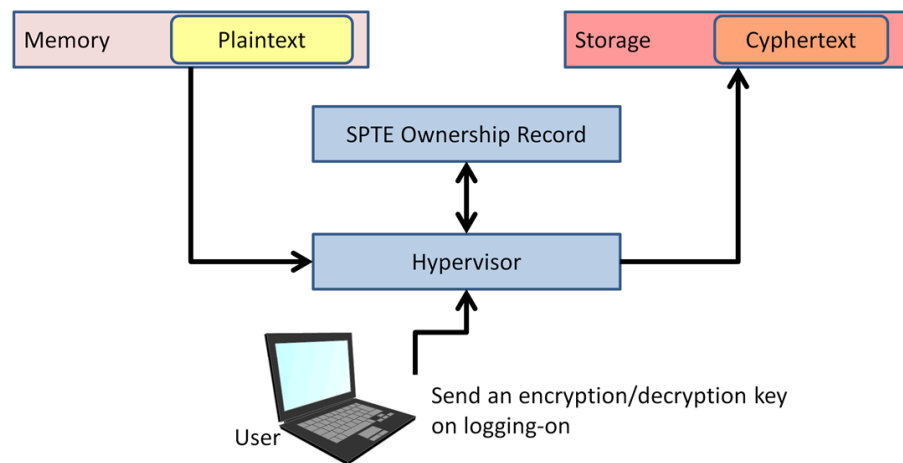 Memory
Plaintext
Storage
Cyphertext
SPTE Ownership Record
Hypervisor
Send an encryption/decryption key
on logging-on
User